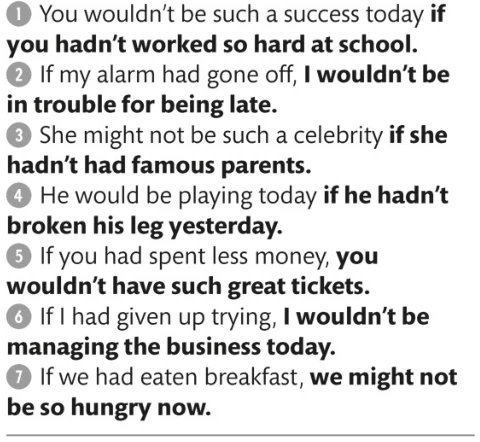 1 You wouldn't be such a success today if
you hadn't worked so hard at school.
2 If my alarm had gone off, I wouldn't be
in trouble for being late.
3 She might not be such a celebrity if she
hadn't had famous parents.
4 He would be playing today if he hadn't
broken his leg yesterday.
5 If you had spent less money, you
wouldn't have such great tickets.
6 If I had given up trying, I wouldn't be
managing the business today.
7 If we had eaten breakfast, we might not
be so hungry now.